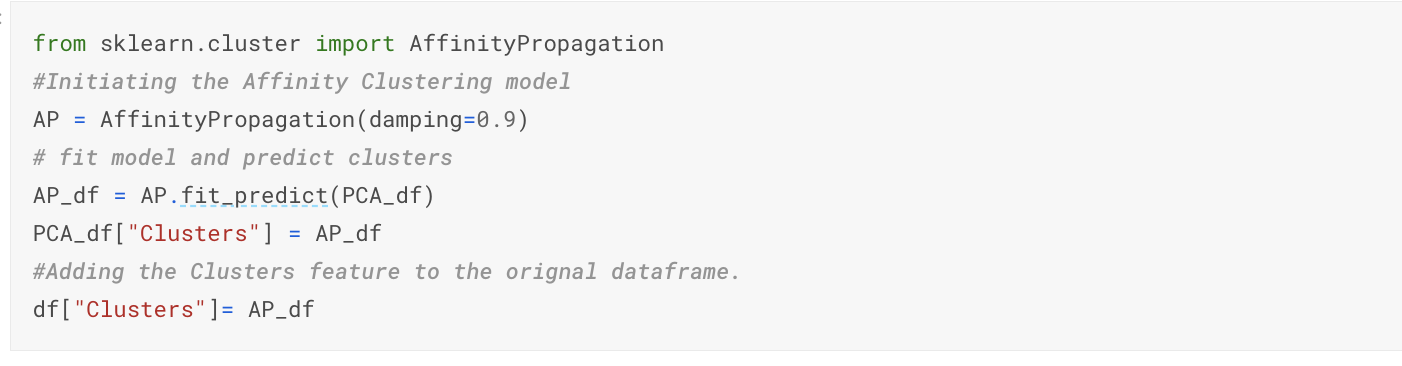 from sklearn.cluster import AffinityPropagation
#Initiating the Affinity Clustering model
AP = AffinityPropagation(damping=0.9)
# fit model and predict clusters
AP_df = AP.fit_predict(PCA_df)
PCA_df["Clusters"] = AP_df
#Adding the Clusters feature to the orignal dataframe.
df["Clusters"]= AP_df